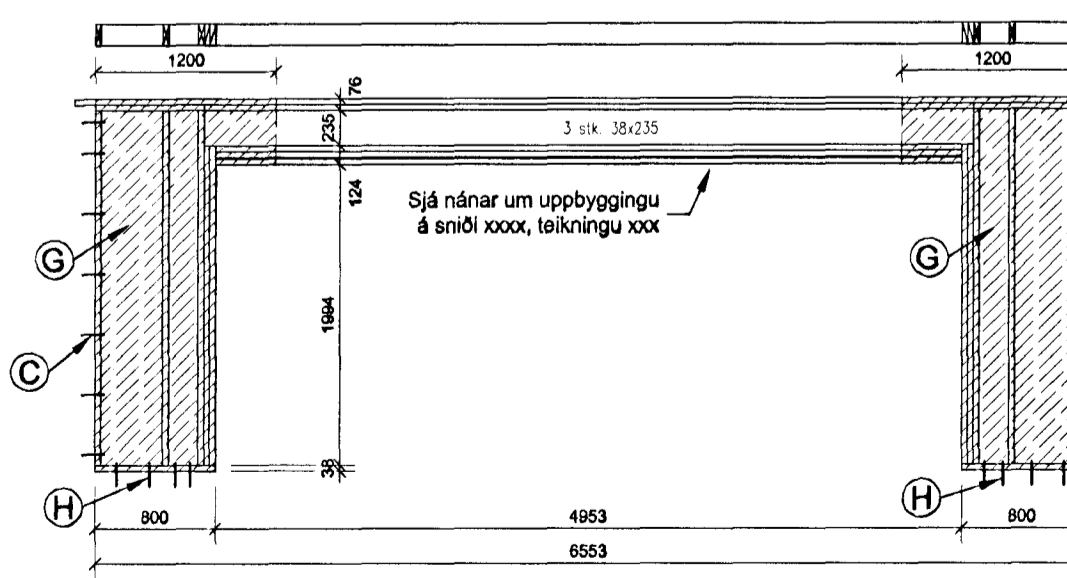 1200
1200
76
235
3 stk. 38x235
124
Sjá nánar um uppbyggingu
á sniði xxxx, teikningu xxx
G
G
1994
C
38
H
H
800
4953
800
6553